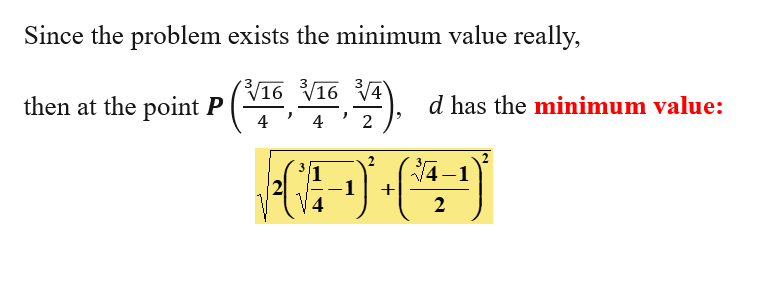 Since the problem exists the minimum value really,
then at the point P(∛16/4, ∛16/4, ∛4/2), d has the minimum value:
√(2(∛(1/4)−1)² + ((∛4−1)/2)²)